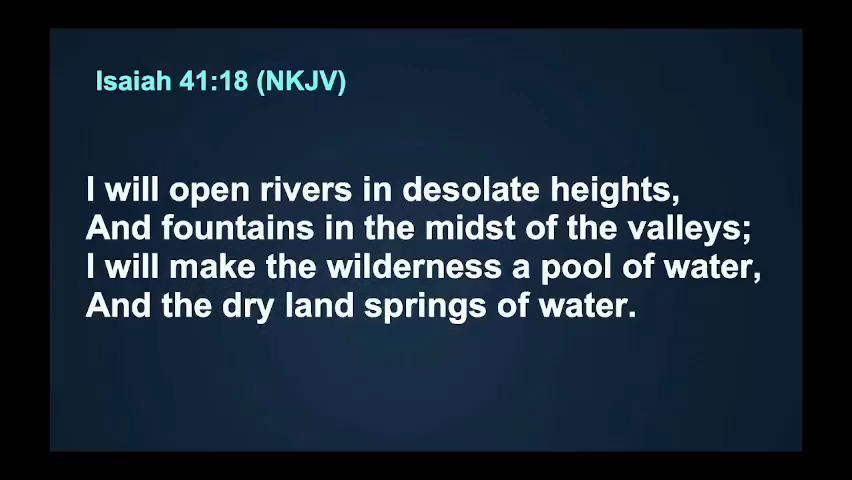 Isaiah 41:18 (NKJV)
I will open rivers in desolate heights,
And fountains in the midst of the valleys;
I will make the wilderness a pool of water,
And the dry land springs of water.